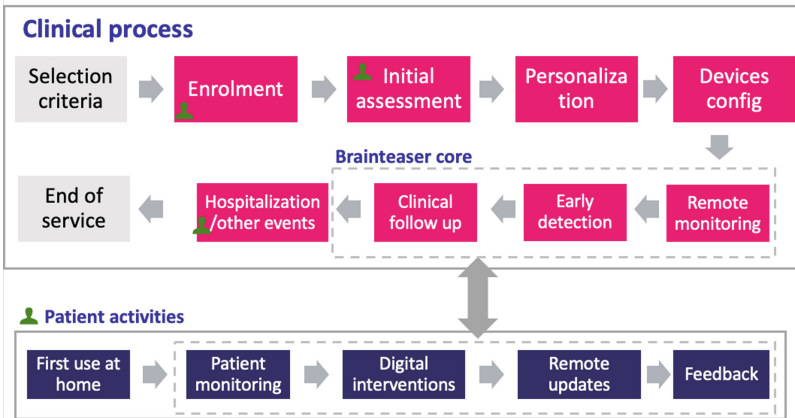 Clinical process
Selection
criteria
Enrolment
Initial
assessment
Personaliza
tion
Devices
config
Brainteaser core
End of
service
Hospitalization
/other events
Clinical
follow up
Early
detection
Remote
monitoring
Patient activities
First use at
home
Patient
monitoring
Digital
interventions
Remote
updates
Feedback